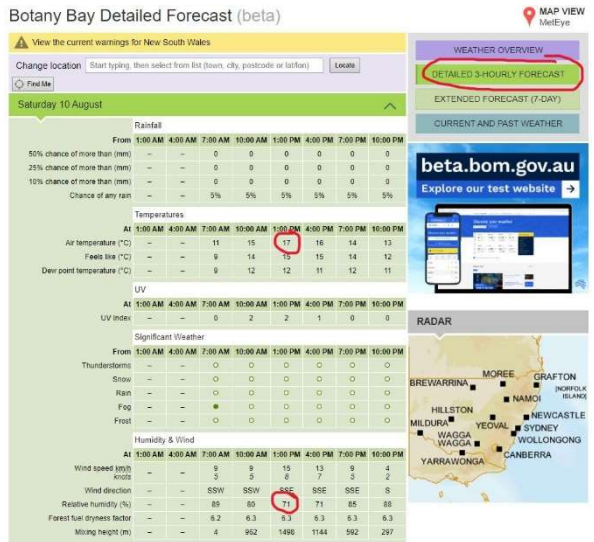 Botany Bay Detailed Forecast (beta)
MAP VIEW
MetEye
View the current warnings for New South Wales
Change location Start typing, then select from list (town, city, postcode or lat/lon) Locate
Find Me
WEATHER OVERVIEW
DETAILED 3-HOURLY FORECAST
EXTENDED FORECAST (7-DAY)
CURRENT AND PAST WEATHER
Saturday 10 August
Rainfall
From 1:00 AM 4:00 AM 7:00 AM 10:00 AM 1:00 PM 4:00 PM 7:00 PM 10:00 PM
50% chance of more than (mm) – – 0 0 0 0 0 0
25% chance of more than (mm) – – 0 0 0 0 0 0
10% chance of more than (mm) – – 0 0 0 0 0 0
Chance of any rain – – 5% 5% 5% 5% 5% 5%
Temperatures
At 1:00 AM 4:00 AM 7:00 AM 10:00 AM 1:00 PM 4:00 PM 7:00 PM 10:00 PM
Air temperature (°C) – – 11 15 17 16 14 13
Feels like (°C) – – 9 14 15 15 14 12
Dew point temperature (°C) – – 9 12 12 11 12 11
UV
At 1:00 AM 4:00 AM 7:00 AM 10:00 AM 1:00 PM 4:00 PM 7:00 PM 10:00 PM
UV Index – – 0 2 2 1 0 0
Significant Weather
From 1:00 AM 4:00 AM 7:00 AM 10:00 AM 1:00 PM 4:00 PM 7:00 PM 10:00 PM
Thunderstorms – –
Snow – –
Rain – –
Fog – –
Frost – –
Humidity & Wind
At 1:00 AM 4:00 AM 7:00 AM 10:00 AM 1:00 PM 4:00 PM 7:00 PM 10:00 PM
Wind speed km/h – – 9 9 15 13 9 4
knots 5 5 8 7 5 2
Wind direction – – SSW SSW SSE SSE SSE S
Relative humidity (%) – – 89 80 71 71 85 88
Forest fuel dryness factor – – 6.2 6.3 6.3 6.3 6.3 6.3
Mixing height (m) – – 4 962 1498 1144 592 297
beta.bom.gov.au
Explore our test website
RADAR
MOREE
GRAFTON
BREWARRINA
[NORFOLK
ISLAND]
NAMOI
HILLSTON
NEWCASTLE
MILDURA
YEOVAL
SYDNEY
WAGGA
WAGGA
WOLLONGONG
YARRAWONGA
CANBERRA